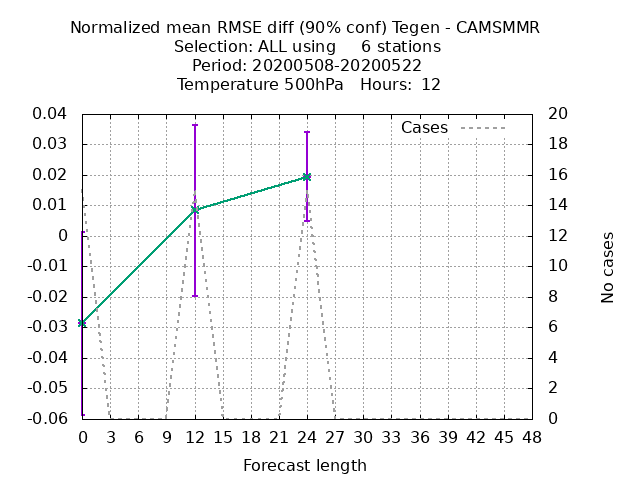 Normalized mean RMSE diff (90% conf) Tegen - CAMSMMR
Selection: ALL using 6 stations
Period: 20200508-20200522
Temperature 500hPa Hours: 12
Cases
0.04 20
0.03 18
0.02 16
0.01 14
0 12
-0.01 10
-0.02 8
-0.03 6
-0.04 4
-0.05 2
-0.06 0
No cases
0 3 6 9 12 15 18 21 24 27 30 33 36 39 42 45 48
Forecast length